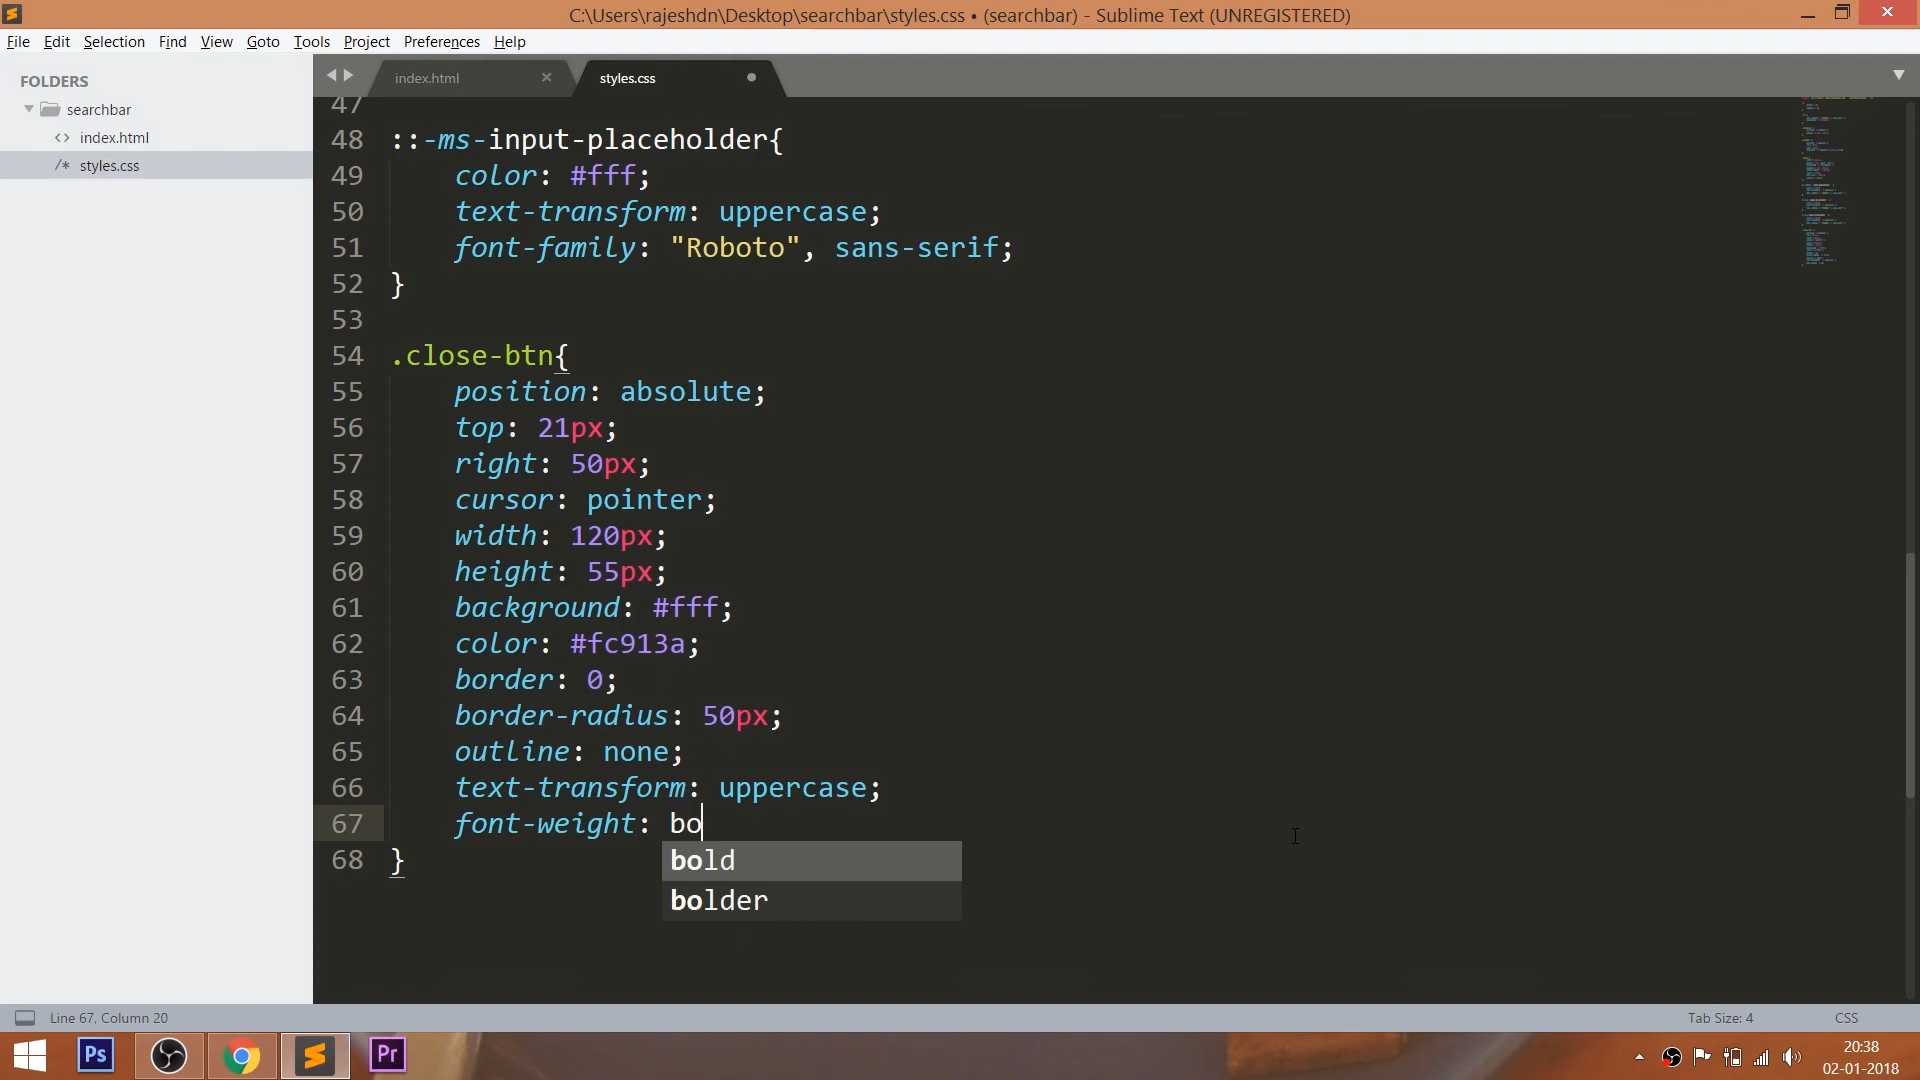 C:\Users\rajeshdn\Desktop\searchbar\styles.css • (searchbar) - Sublime Text (UNREGISTERED)
File Edit Selection Find View Goto Tools Project Preferences Help
FOLDERS
searchbar
<> index.html
/* styles.css
index.html
styles.css
47
48 ::-ms-input-placeholder{
49 color: #fff;
50 text-transform: uppercase;
51 font-family: "Roboto", sans-serif;
52 }
53
54 .close-btn{
55 position: absolute;
56 top: 21px;
57 right: 50px;
58 cursor: pointer;
59 width: 120px;
60 height: 55px;
61 background: #fff;
62 color: #fc913a;
63 border: 0;
64 border-radius: 50px;
65 outline: none;
66 text-transform: uppercase;
67 font-weight: bo
bold
68 }
bolder
Line 67, Column 20
Tab Size: 4
CSS
Ps
Pr
20:38
02-01-2018